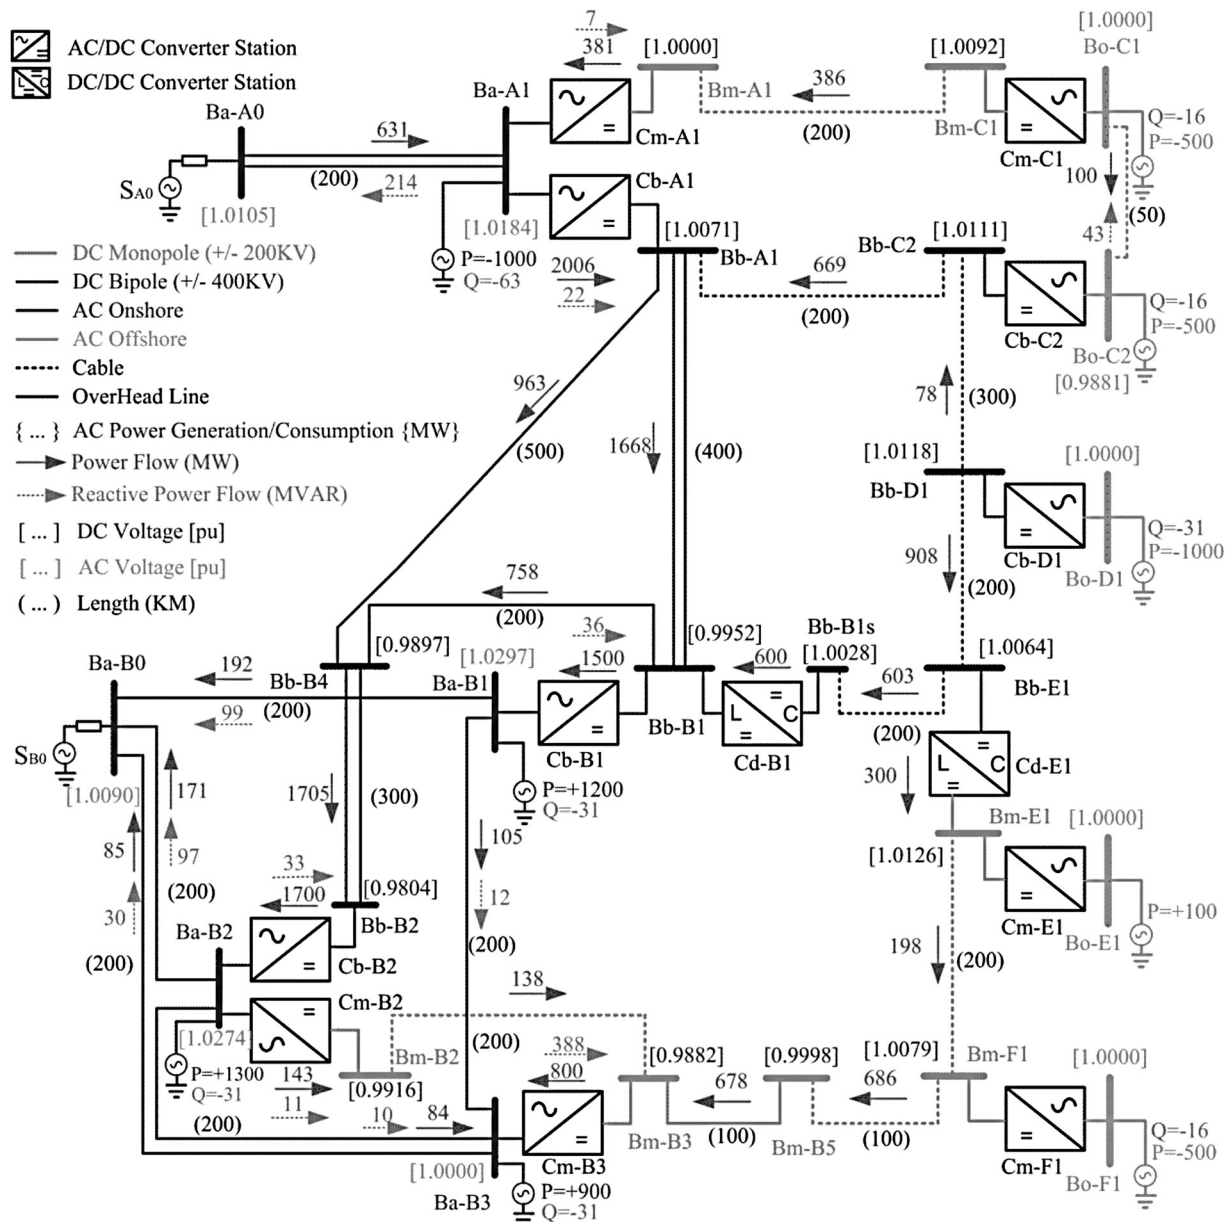 7
[1.0000]
AC/DC Converter Station
381
[1.0000]
[1.0092]
Bo-C1
DC/DC Converter Station
Ba-A1
Bm-A1
386
Ba-A0
Cm-A1
(200)
Bm-C1
Cm-C1
Q=-16
P=-500
631
(200)
214
Cb-A1
100
(50)
SA0
[1.0105]
[1.0184]
[1.0071]
Bb-C2
[1.0111]
43
DC Monopole (+/- 200KV)
P=-1000
Q=-63
2006
22
Bb-A1
669
(200)
Cb-C2
Q=-16
P=-500
Bo-C2
[0.9881]
DC Bipole (+/- 400KV)
AC Onshore
AC Offshore
Cable
OverHead Line
{ ... } AC Power Generation/Consumption {MW}
Power Flow (MW)
Reactive Power Flow (MVAR)
[ ... ] DC Voltage [pu]
[ ... ] AC Voltage [pu]
(... ) Length (KM)
963
(500)
1668
(400)
78
(300)
[1.0118]
[1.0000]
Bb-D1
Cb-D1
Q=-31
P=-1000
Bo-D1
908
(200)
758
(200)
36
[0.9952]
Bb-B1s
[1.0028]
[1.0064]
Ba-B0
192
[0.9897]
[1.0297]
1500
600
Bb-B4
Ba-B1
603
Bb-E1
99
(200)
SB0
Cb-B1
Bb-B1
L
C
Cd-B1
(200)
L
C
Cd-E1
[1.0090]
171
1705
(300)
P=+1200
Q=-31
300
Bm-E1
[1.0000]
85
97
105
[1.0126]
33
(200)
[0.9804]
12
Cm-E1
P=+100
Bo-E1
30
1700
Ba-B2
Bb-B2
(200)
198
(200)
(200)
Cb-B2
138
Cm-B2
[1.0274]
Bm-B2
(200)
388
[0.9882]
[0.9998]
[1.0079]
Bm-F1
[1.0000]
P=+1300
Q=-31
143
[0.9916]
800
678
686
11
10
84
(200)
Bm-B3
(100)
Bm-B5
(100)
Cm-F1
Q=-16
P=-500
[1.0000]
Cm-B3
Bo-F1
Ba-B3
P=+900
Q=-31